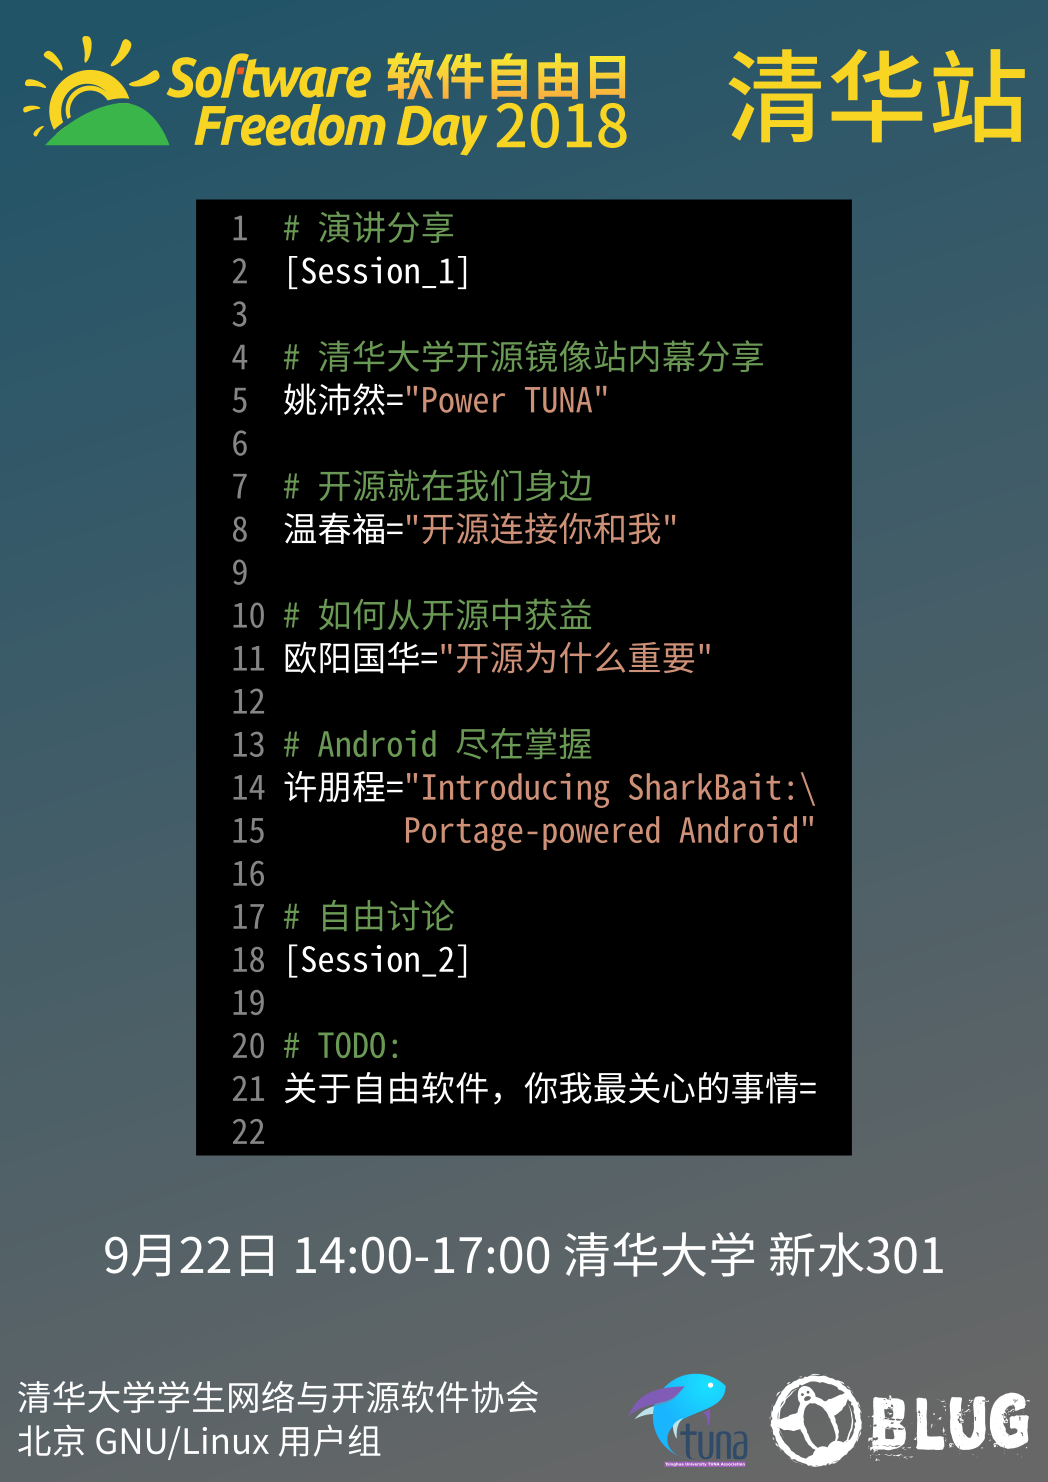 Software 软件自由日
Freedom Day 2018
清华站
1 # 演讲分享
2 [Session_1]
3
4 # 清华大学开源镜像站内幕分享
5 姚沛然="Power TUNA"
6
7 # 开源就在我们身边
8 温春福="开源连接你和我"
9
10 # 如何从开源中获益
11 欧阳国华="开源为什么重要"
12
13 # Android 尽在掌握
14 许朋程="Introducing SharkBait:\
15 Portage-powered Android"
16
17 # 自由讨论
18 [Session_2]
19
20 # TODO:
21 关于自由软件，你我最关心的事情=
22
9月22日 14:00-17:00 清华大学 新水301
清华大学学生网络与开源软件协会
北京 GNU/Linux 用户组
tuna
Tsinghua University TUNA Association
BLUG